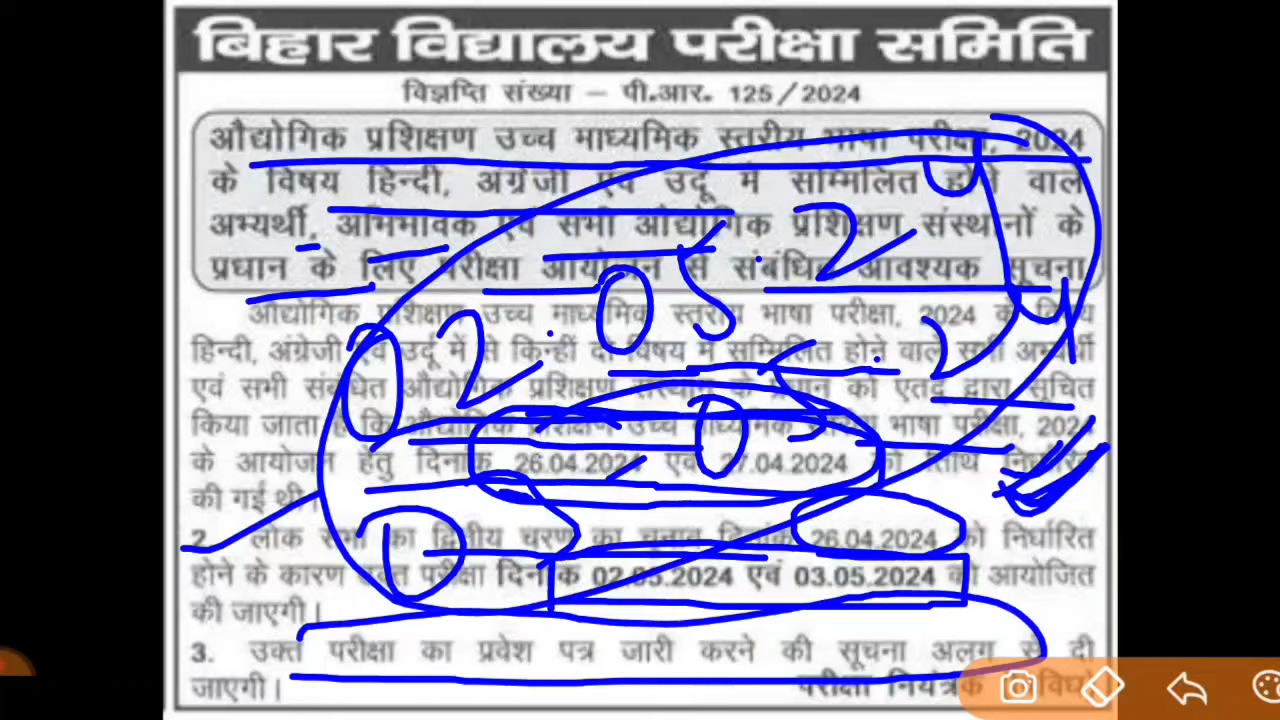 बिहार विद्यालय परीक्षा समिति
विज्ञप्ति संख्या – पी.आर. 125/2024
औद्योगिक प्रशिक्षण उच्च माध्यमिक स्तरीय भाषा परीक्षा, 2024
के विषय हिन्दी, अंग्रेजी एवं उर्दू में सम्मिलित होने वाले
अभ्यर्थी, अभिभावक एवं सभी औद्योगिक प्रशिक्षण संस्थानों के
प्रधान के लिए परीक्षा आयोजन से संबंधित आवश्यक सूचना
औद्योगिक प्रशिक्षण उच्च माध्यमिक स्तरीय भाषा परीक्षा, 2024 के विषय
हिन्दी, अंग्रेजी एवं उर्दू में से किन्हीं दो विषय में सम्मिलित होने वाले सभी अभ्यर्थी
एवं सभी संबंधित औद्योगिक प्रशिक्षण संस्थान के प्रधान को एतद् द्वारा सूचित
किया जाता है कि औद्योगिक प्रशिक्षण उच्च माध्यमिक स्तरीय भाषा परीक्षा, 2024
के आयोजन हेतु दिनांक 26.04.2024 एवं 27.04.2024 को तिथि निर्धारित
की गई थी।
2. लोक सभा का द्वितीय चरण का चुनाव दिनांक 26.04.2024 को निर्धारित
होने के कारण उक्त परीक्षा दिनांक 02.05.2024 एवं 03.05.2024 को आयोजित
की जाएगी।
3. उक्त परीक्षा का प्रवेश पत्र जारी करने की सूचना अलग से दी
जाएगी।
परीक्षा नियंत्रक
02.05.24